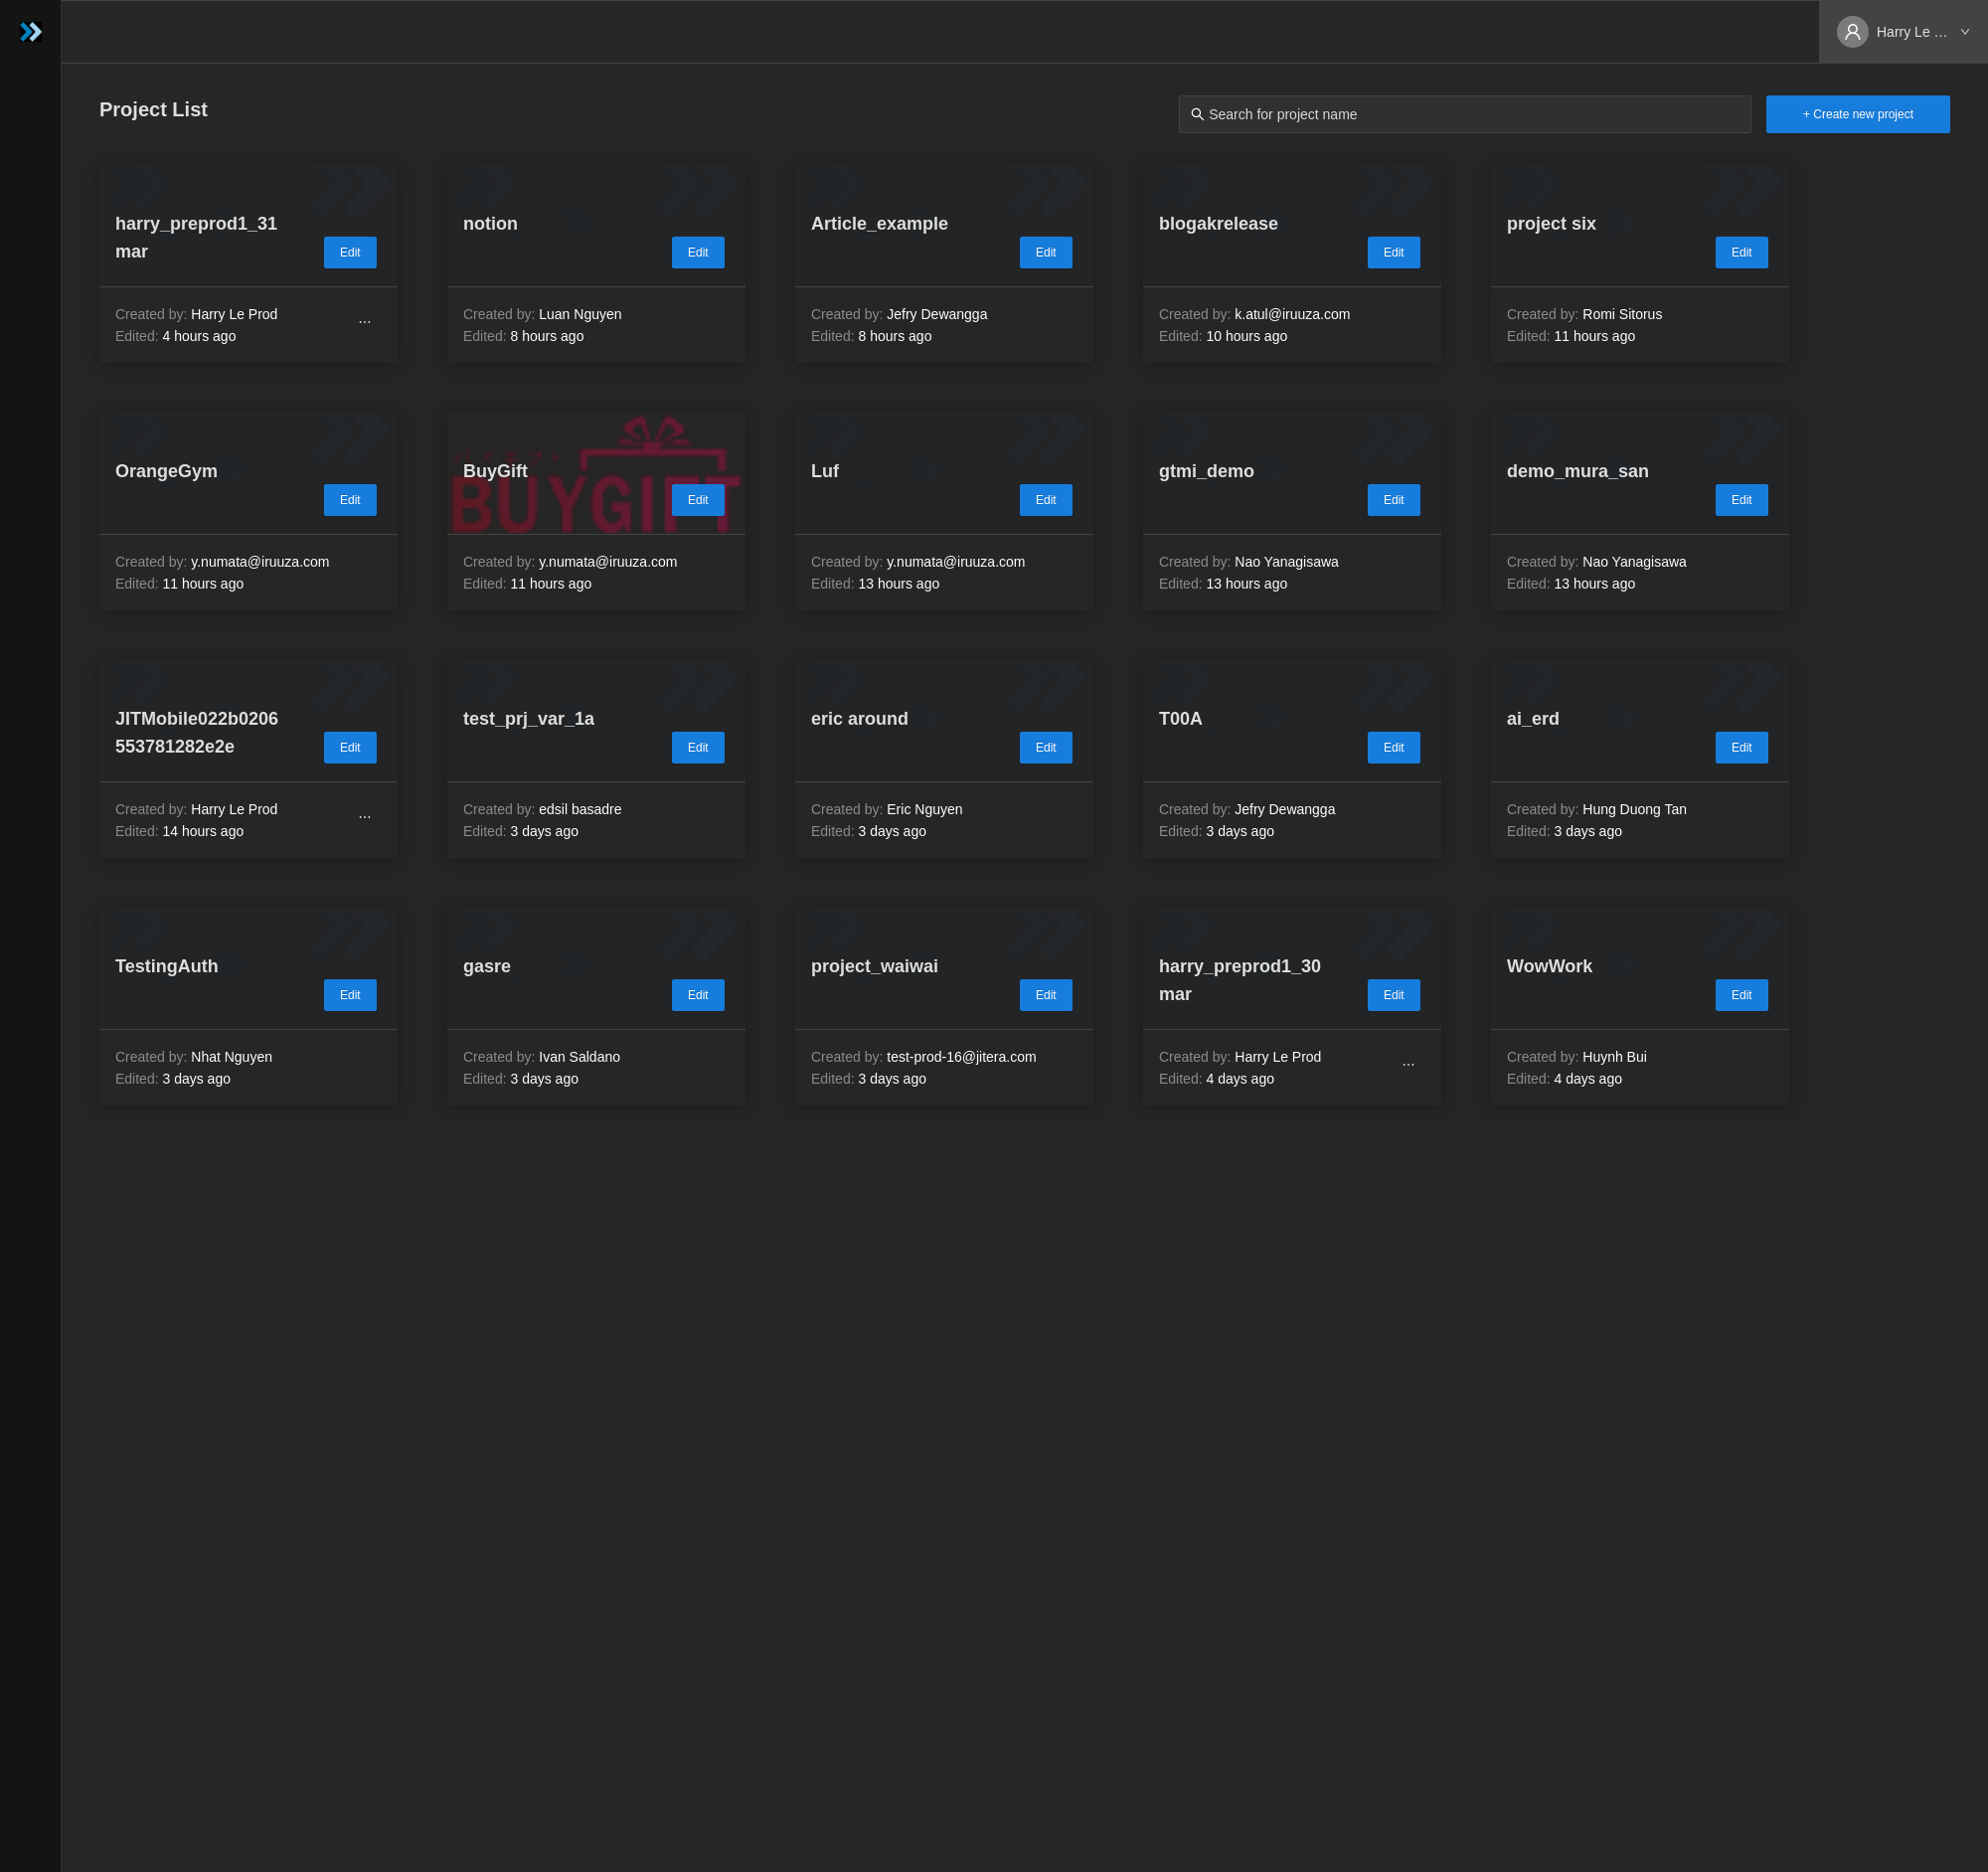 Harry Le …
Project List
Search for project name
+ Create new project
harry_preprod1_31
mar
Edit
Created by: Harry Le Prod
Edited: 4 hours ago
...
notion
Edit
Created by: Luan Nguyen
Edited: 8 hours ago
Article_example
Edit
Created by: Jefry Dewangga
Edited: 8 hours ago
blogakrelease
Edit
Created by: k.atul@iruuza.com
Edited: 10 hours ago
project six
Edit
Created by: Romi Sitorus
Edited: 11 hours ago
OrangeGym
Edit
Created by: y.numata@iruuza.com
Edited: 11 hours ago
BuyGift
BUYGIFT
Edit
Created by: y.numata@iruuza.com
Edited: 11 hours ago
Luf
Edit
Created by: y.numata@iruuza.com
Edited: 13 hours ago
gtmi_demo
Edit
Created by: Nao Yanagisawa
Edited: 13 hours ago
demo_mura_san
Edit
Created by: Nao Yanagisawa
Edited: 13 hours ago
JITMobile022b0206
553781282e2e
Edit
Created by: Harry Le Prod
Edited: 14 hours ago
...
test_prj_var_1a
Edit
Created by: edsil basadre
Edited: 3 days ago
eric around
Edit
Created by: Eric Nguyen
Edited: 3 days ago
T00A
Edit
Created by: Jefry Dewangga
Edited: 3 days ago
ai_erd
Edit
Created by: Hung Duong Tan
Edited: 3 days ago
TestingAuth
Edit
Created by: Nhat Nguyen
Edited: 3 days ago
gasre
Edit
Created by: Ivan Saldano
Edited: 3 days ago
project_waiwai
Edit
Created by: test-prod-16@jitera.com
Edited: 3 days ago
harry_preprod1_30
mar
Edit
Created by: Harry Le Prod
Edited: 4 days ago
...
WowWork
Edit
Created by: Huynh Bui
Edited: 4 days ago